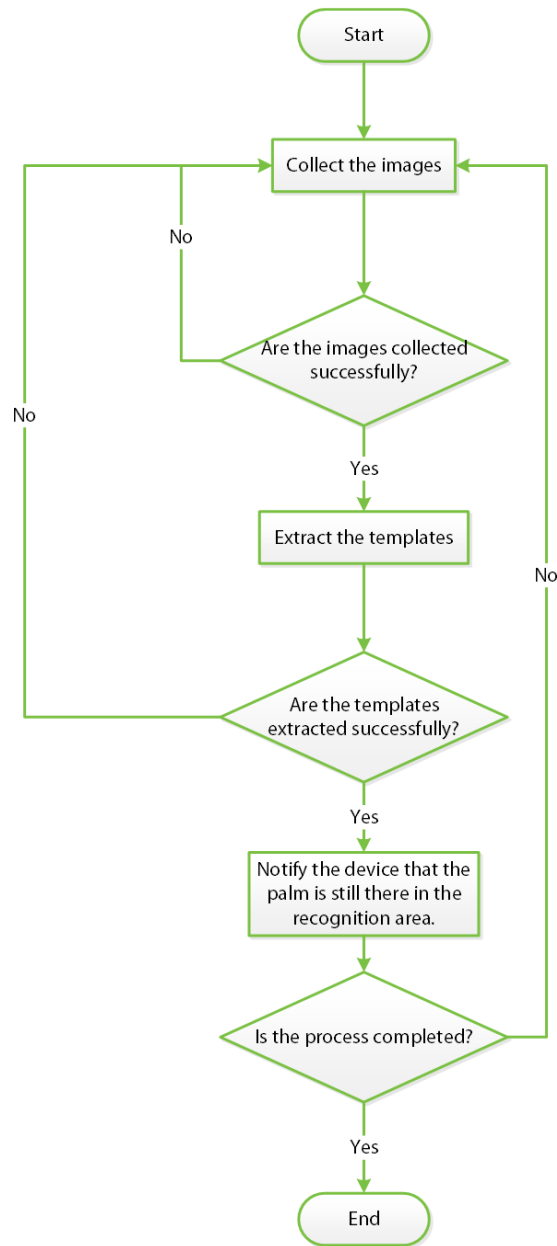 Start
Collect the images
No
Are the images collected
successfully?
No
Yes
Extract the templates
No
Are the templates
extracted successfully?
Yes
Notify the device that the
palm is still there in the
recognition area.
Is the process completed?
Yes
End